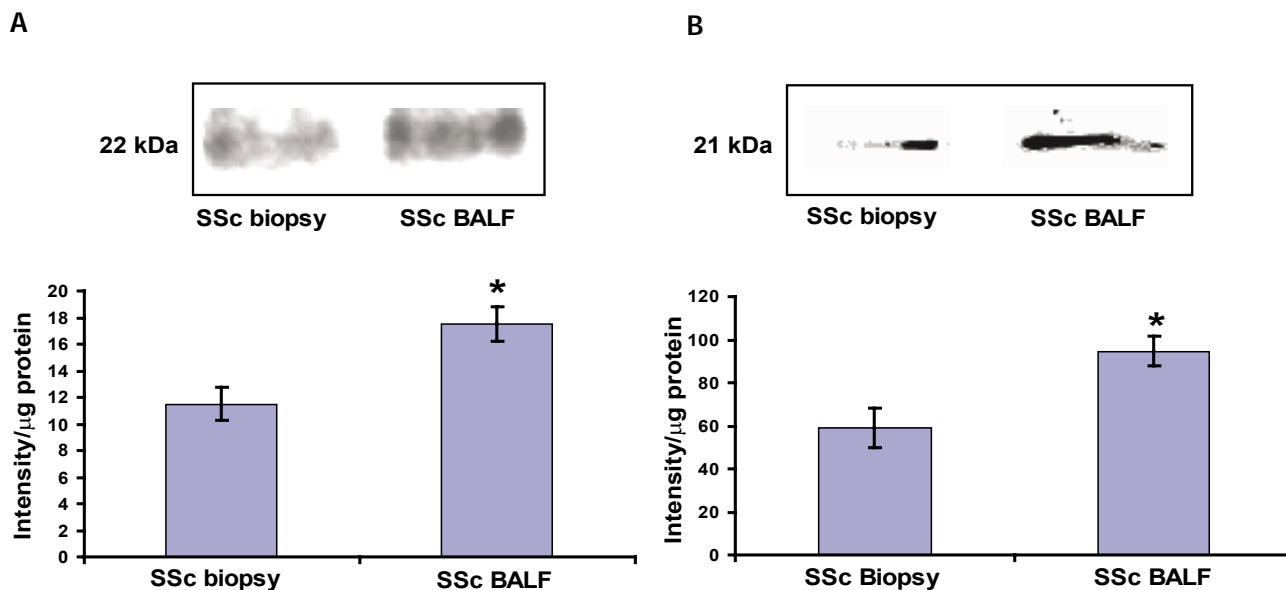 A
22 kDa
SSc biopsy SSc BALF
Intensity/µg protein
20
18
16
14
12
10
8
6
4
2
0
*
SSc biopsy SSc BALF
B
21 kDa
SSc biopsy SSc BALF
Intensity/µg protein
120
100
80
60
40
20
0
*
SSc Biopsy SSc BALF